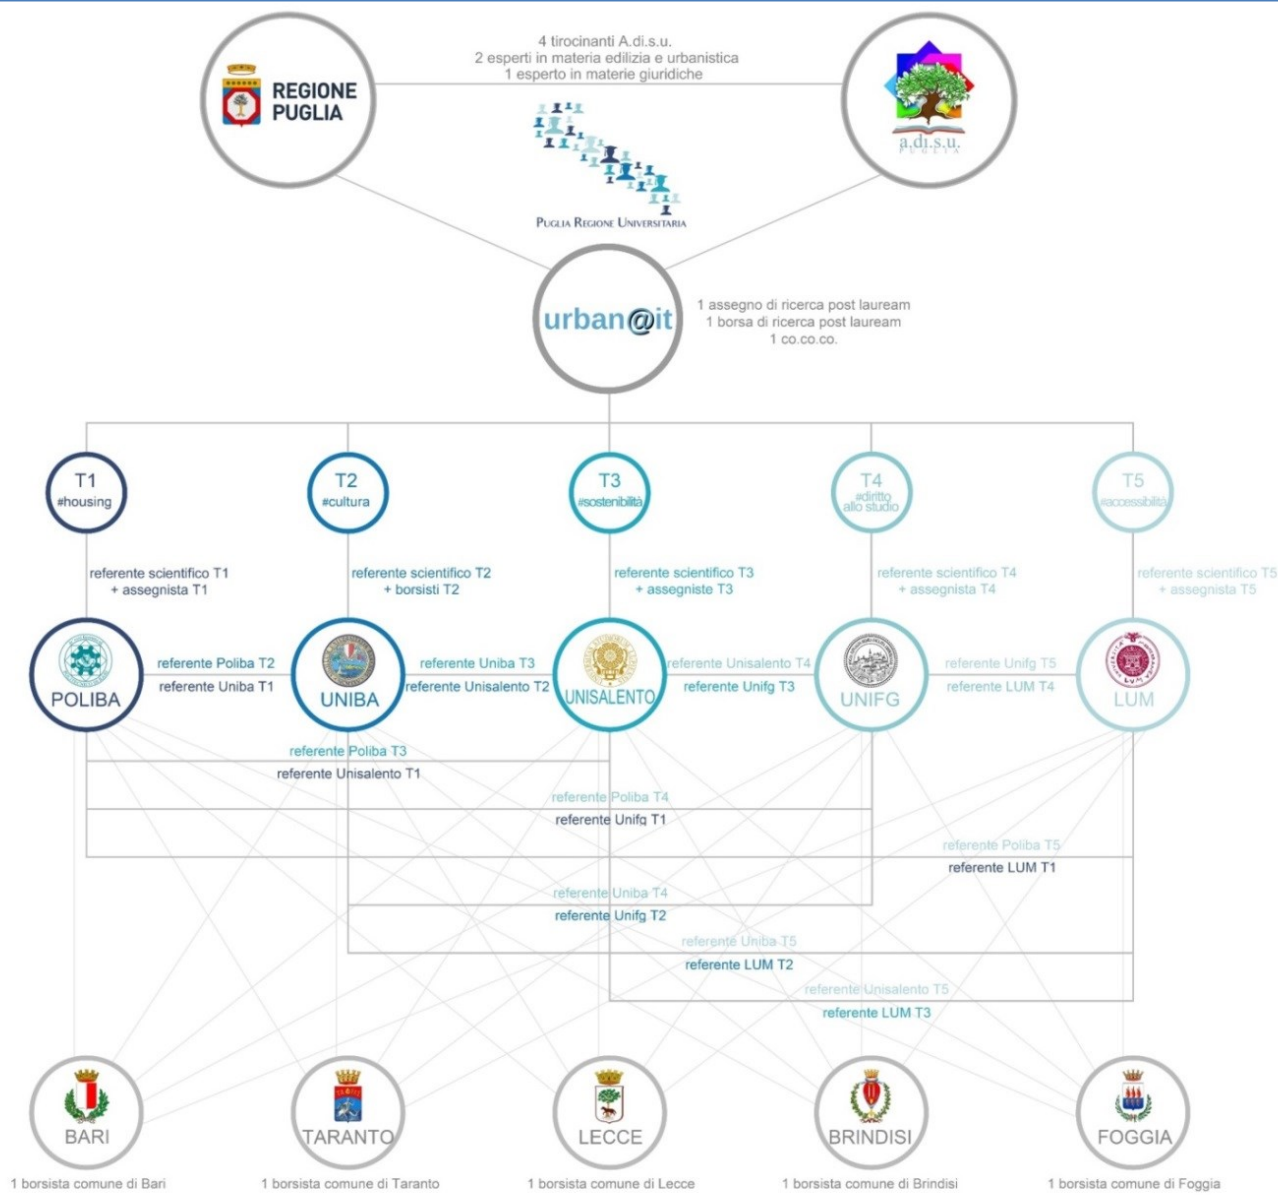 4 tirocinanti A.di.s.u.
2 esperti in materia edilizia e urbanistica
1 esperto in materie giuridiche
REGIONE
PUGLIA
a.di.s.u.
PUGLIA
PUGLIA REGIONE UNIVERSITARIA
urban@it
1 assegno di ricerca post lauream
1 borsa di ricerca post lauream
1 co.co.co.
T1
#housing
T2
#cultura
T3
#sostenibilità
T4
#diritto
allo studio
T5
#accessibilità
referente scientifico T1
+ assegnista T1
referente scientifico T2
+ borsisti T2
referente scientifico T3
+ assegniste T3
referente scientifico T4
+ assegnista T4
referente scientifico T5
+ assegnista T5
POLIBA
referente Poliba T2
referente Uniba T1
UNIBA
referente Uniba T3
referente Unisalento T2
UNISALENTO
referente Unisalento T4
referente Unifg T3
UNIFG
referente Unifg T5
referente LUM T4
LUM
referente Poliba T3
referente Unisalento T1
referente Poliba T4
referente Unifg T1
referente Poliba T5
referente LUM T1
referente Uniba T4
referente Unifg T2
referente Uniba T5
referente LUM T2
referente Unisalento T5
referente LUM T3
BARI
TARANTO
LECCE
BRINDISI
FOGGIA
1 borsista comune di Bari
1 borsista comune di Taranto
1 borsista comune di Lecce
1 borsista comune di Brindisi
1 borsista comune di Foggia